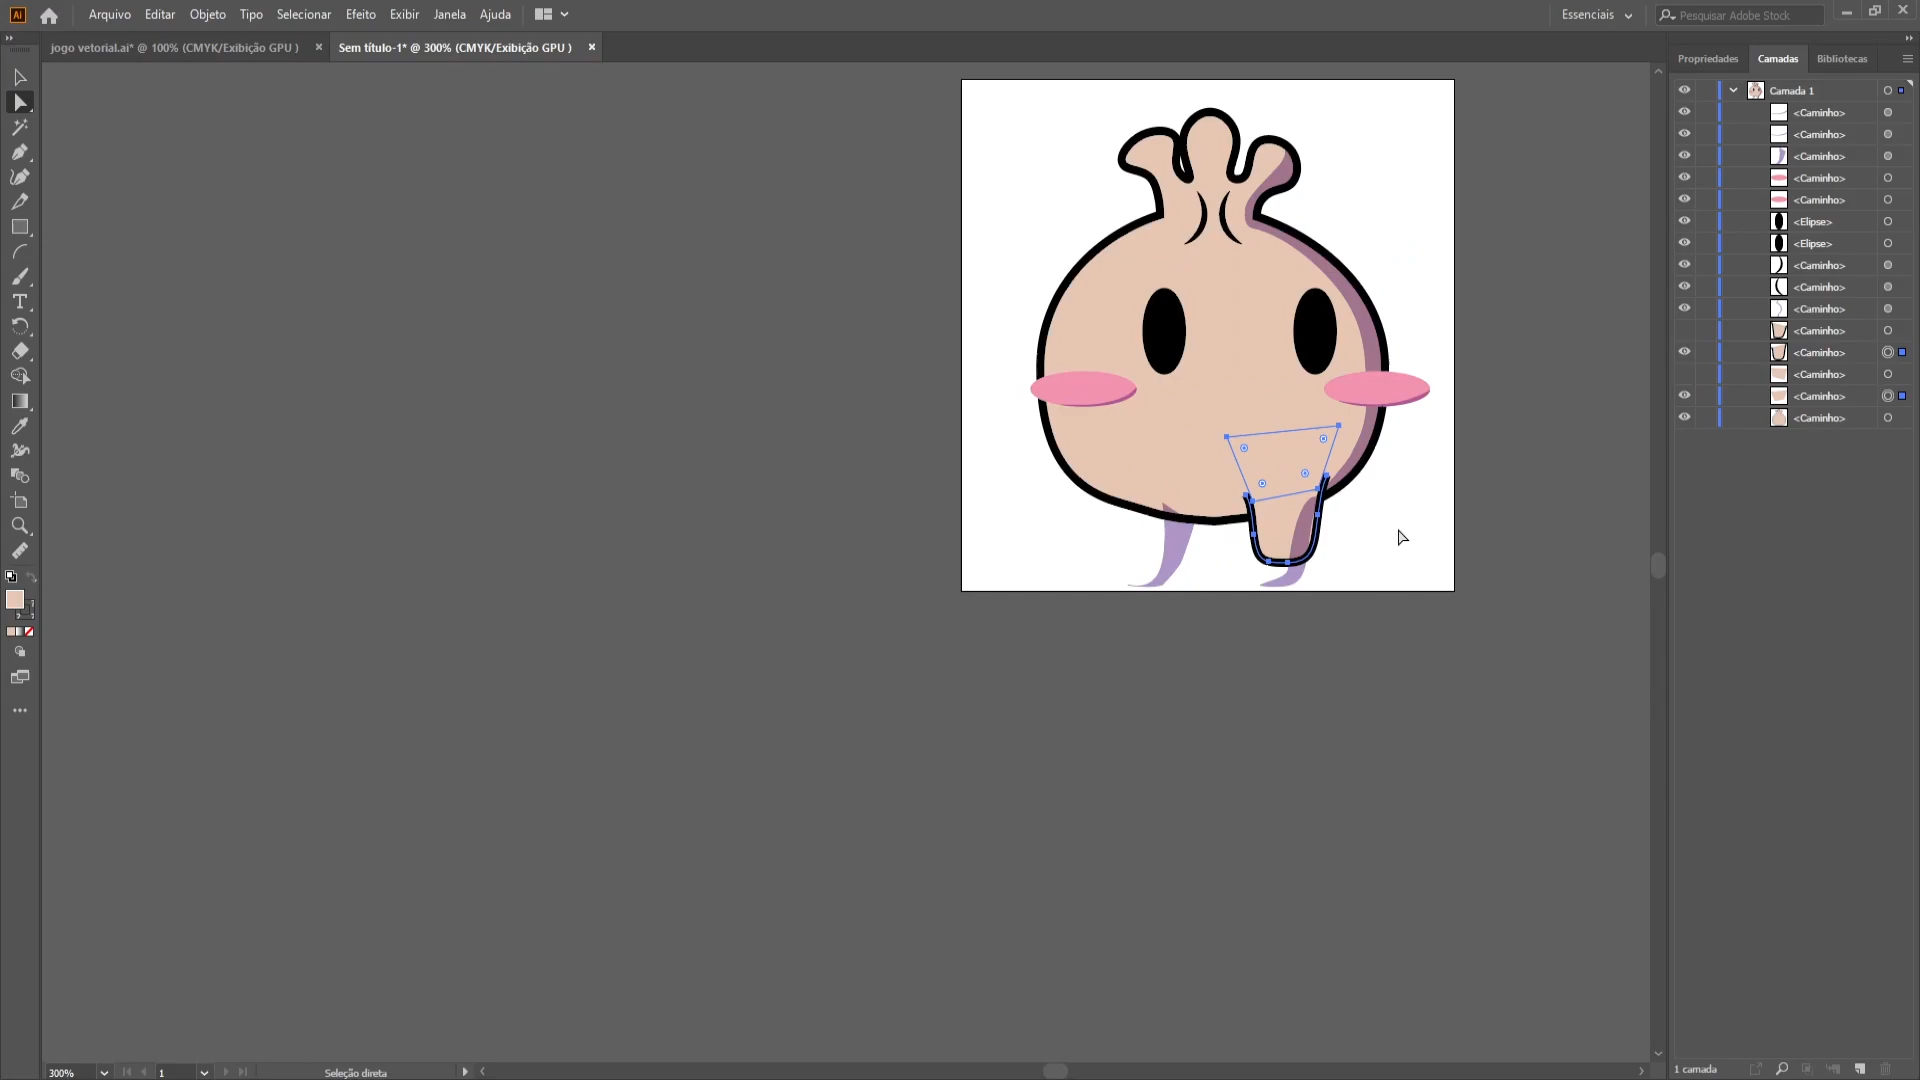 Ai Arquivo Editar Objeto Tipo Selecionar Efeito Exibir Janela Ajuda Essenciais Pesquisar Adobe Stock
jogo vetorial.ai* @ 100% (CMYK/Exibição GPU ) × Sem título-1* @ 300% (CMYK/Exibição GPU ) ×
Propriedades Camadas Bibliotecas
Camada 1
<Caminho>
<Caminho>
<Caminho>
<Caminho>
<Caminho>
<Elipse>
<Elipse>
<Caminho>
<Caminho>
<Caminho>
<Caminho>
<Caminho>
<Caminho>
<Caminho>
<Caminho>
300% 1 Seleção direta 1 camada